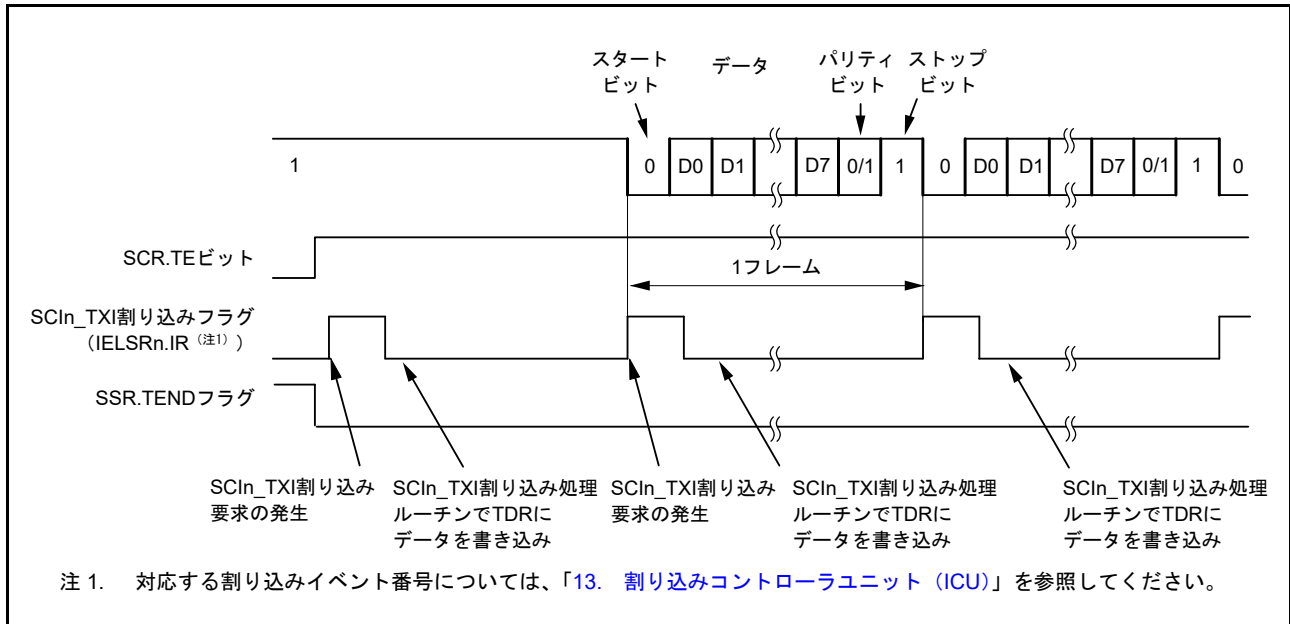 スタート
ビット
データ
パリティ
ビット
ストップ
ビット
1
0
D0
D1
D7
0/1
1
0
D0
D1
D7
0/1
1
0
SCR.TEビット
1フレーム
SCIn_TXI割り込みフラグ
（IELSRn.IR（注1））
SSR.TENDフラグ
SCIn_TXI割り込み
要求の発生
SCIn_TXI割り込み処理
ルーチンでTDRに
データを書き込み
SCIn_TXI割り込み
要求の発生
SCIn_TXI割り込み処理
ルーチンでTDRに
データを書き込み
SCIn_TXI割り込み処理
ルーチンでTDRに
データを書き込み
注 1. 対応する割り込みイベント番号については、「13. 割り込みコントローラユニット（ICU）」を参照してください。